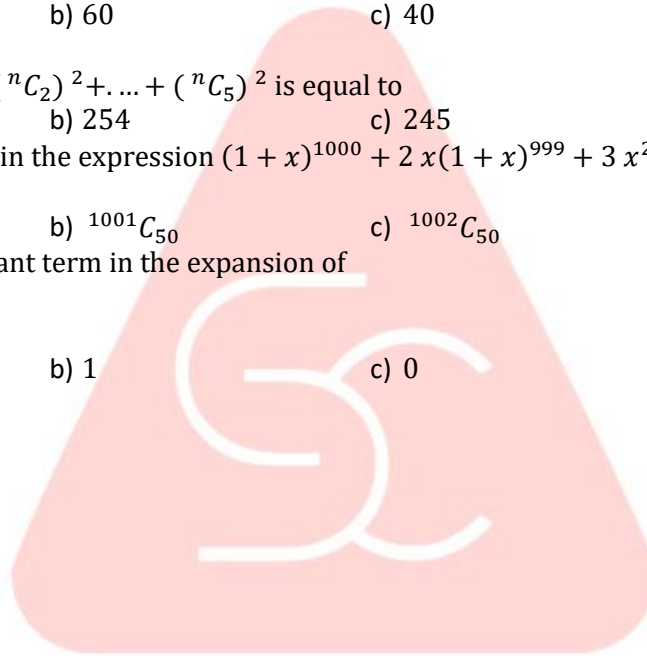 b) 60 c) 40
ⁿC₂) ² +. … + ( ⁿC₅) ² is equal to
b) 254 c) 245
in the expression (1 + x)¹⁰⁰⁰ + 2 x(1 + x)⁹⁹⁹ + 3 x²
b) ¹⁰⁰¹C₅₀ c) ¹⁰⁰²C₅₀
ant term in the expansion of
b) 1 c) 0